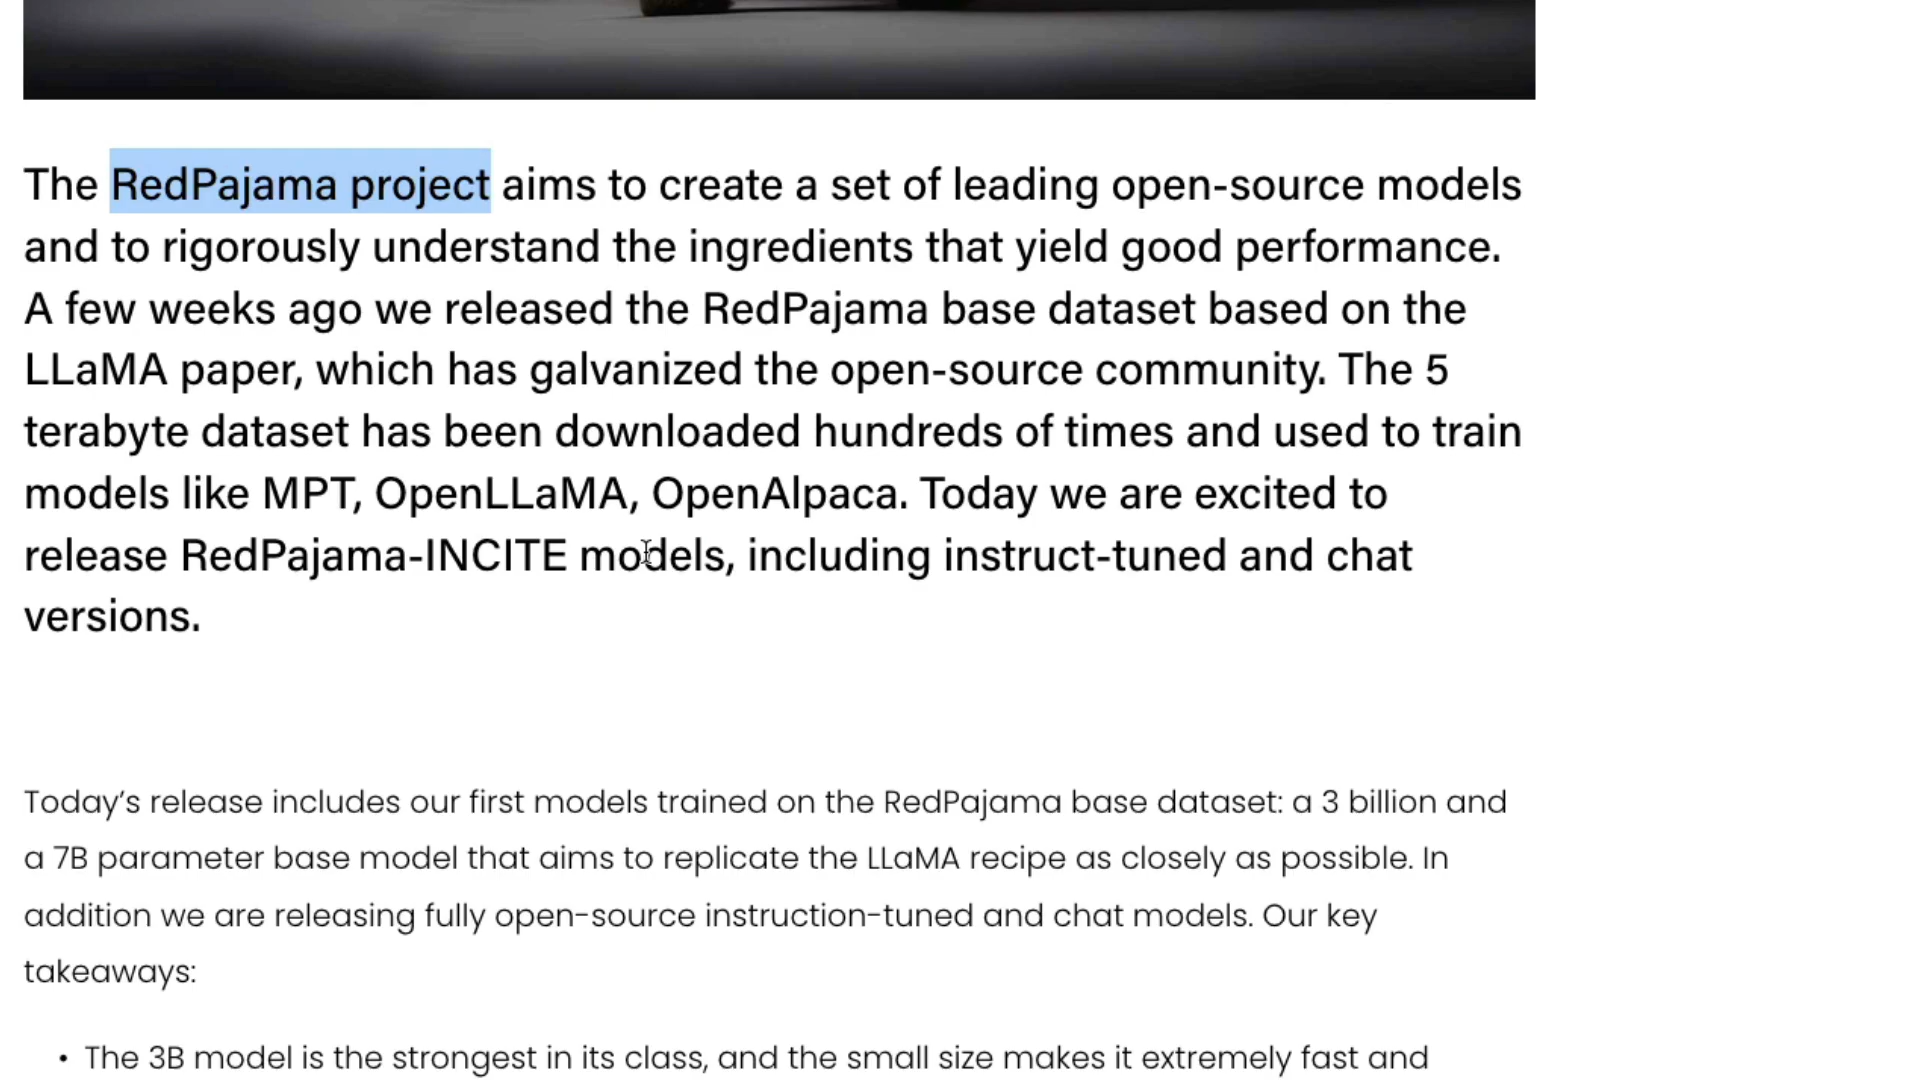 The RedPajama project aims to create a set of leading open-source models
and to rigorously understand the ingredients that yield good performance.
A few weeks ago we released the RedPajama base dataset based on the
LLaMA paper, which has galvanized the open-source community. The 5
terabyte dataset has been downloaded hundreds of times and used to train
models like MPT, OpenLLaMA, OpenAlpaca. Today we are excited to
release RedPajama-INCITE models, including instruct-tuned and chat
versions.
Today’s release includes our first models trained on the RedPajama base dataset: a 3 billion and
a 7B parameter base model that aims to replicate the LLaMA recipe as closely as possible. In
addition we are releasing fully open-source instruction-tuned and chat models. Our key
takeaways:
• The 3B model is the strongest in its class, and the small size makes it extremely fast and